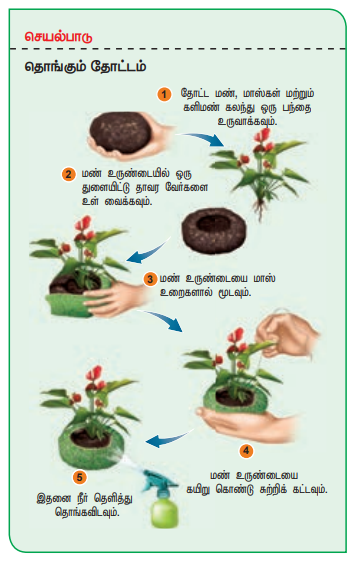 செயல்பாடு
தொங்கும் தோட்டம்
1 தோட்ட மண், மாஸ்கள் மற்றும்
களிமண் கலந்து ஒரு பந்தை
உருவாக்கவும்.
2 மண் உருண்டையில் ஒரு
துளையிட்டு தாவர வேர்களை
உள் வைக்கவும்.
3 மண் உருண்டையை மாஸ்
உறைகளால் மூடவும்.
4
மண் உருண்டையை
கயிறு கொண்டு சுற்றிக் கட்டவும்.
5
இதனை நீர் தெளித்து
தொங்கவிடவும்.